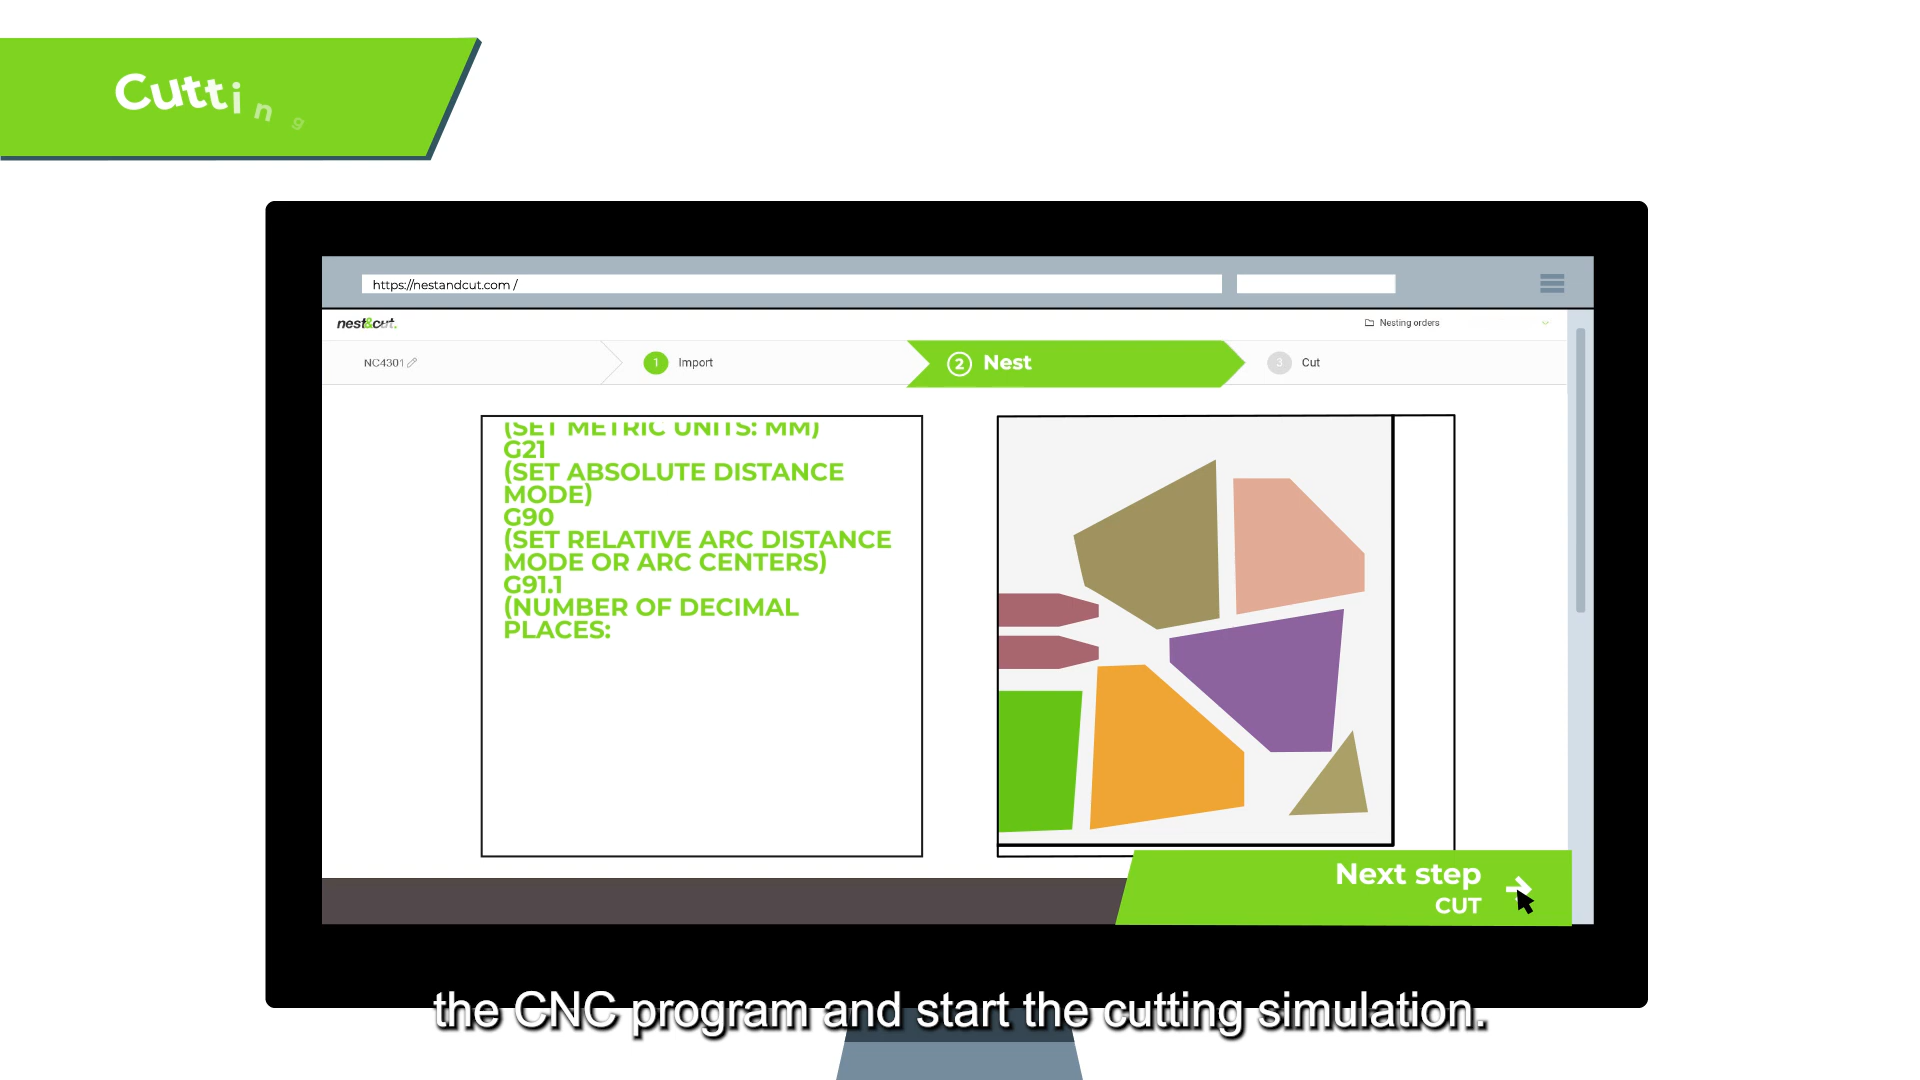 Cutting
https://nestandcut.com /
nest&cut.
Nesting orders
NC4301
1 Import
2 Nest
3 Cut
(SET METRIC UNITS: MM)
G21
(SET ABSOLUTE DISTANCE
MODE)
G90
(SET RELATIVE ARC DISTANCE
MODE OR ARC CENTERS)
G91.1
(NUMBER OF DECIMAL
PLACES:
Next step
CUT
the CNC program and start the cutting simulation.